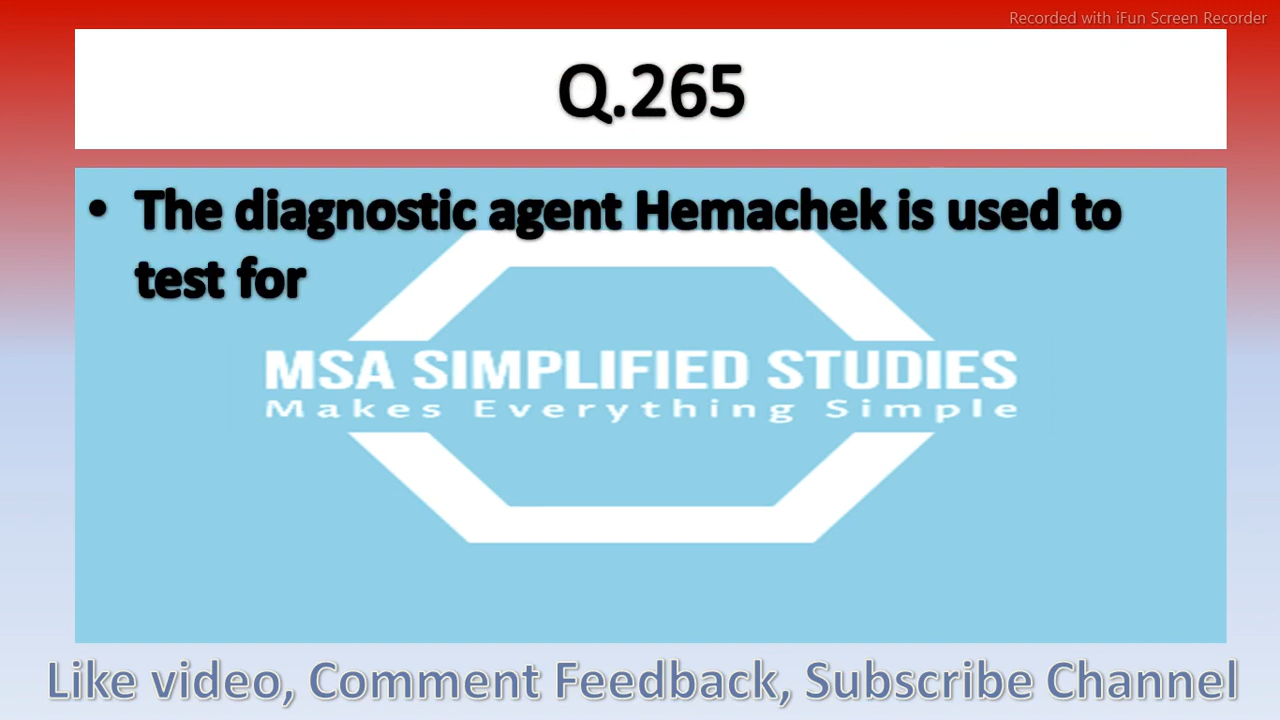 Recorded with iFun Screen Recorder
Q.265
• The diagnostic agent Hemachek is used to
test for
MSA SIMPLIFIED STUDIES
Makes Everything Simple
Like video, Comment Feedback, Subscribe Channel